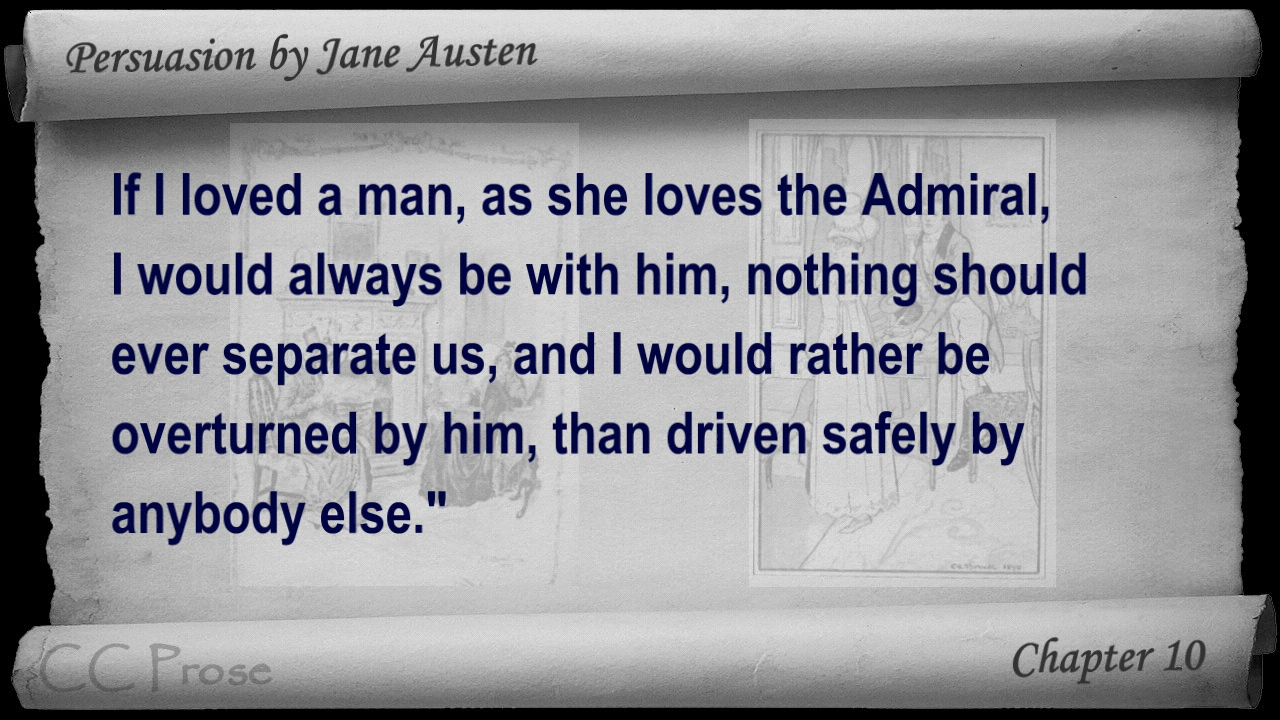 Persuasion by Jane Austen
If I loved a man, as she loves the Admiral,
I would always be with him, nothing should
ever separate us, and I would rather be
overturned by him, than driven safely by
anybody else."
CC Prose
Chapter 10